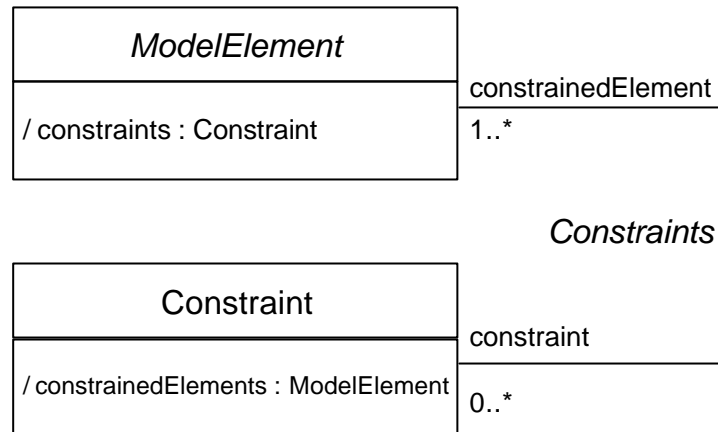 ModelElement
/ constraints : Constraint
constrainedElement
1..*
Constraints
Constraint
/ constrainedElements : ModelElement
constraint
0..*